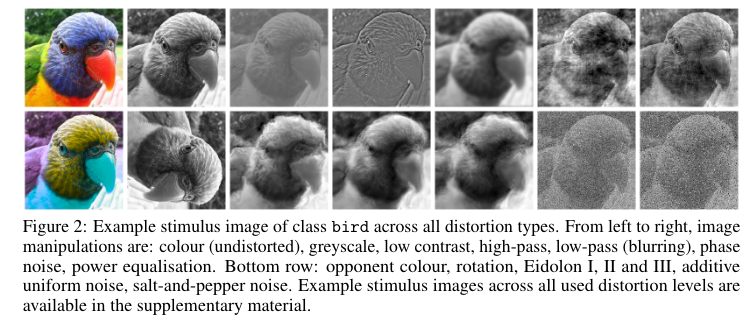 Figure 2: Example stimulus image of class bird across all distortion types. From left to right, image
manipulations are: colour (undistorted), greyscale, low contrast, high-pass, low-pass (blurring), phase
noise, power equalisation. Bottom row: opponent colour, rotation, Eidolon I, II and III, additive
uniform noise, salt-and-pepper noise. Example stimulus images across all used distortion levels are
available in the supplementary material.